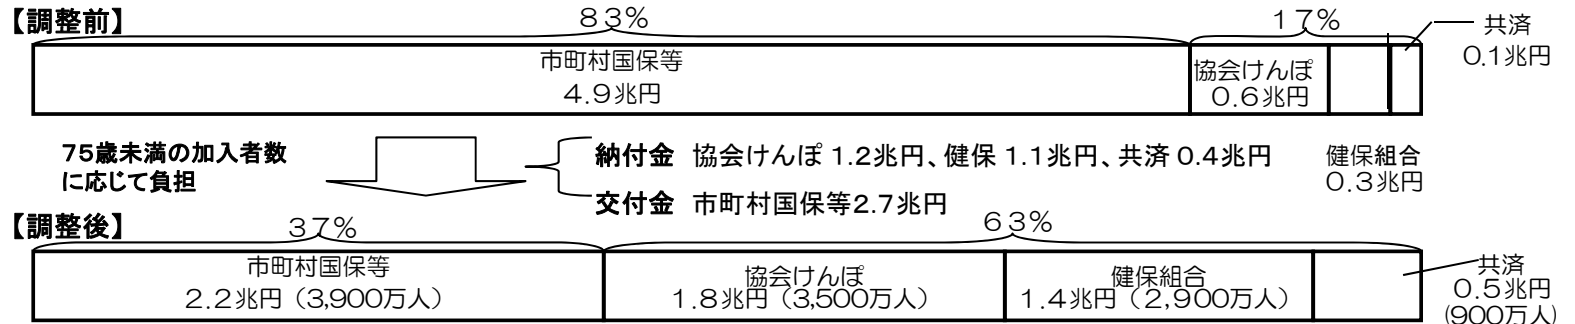 【調整前】
83%
17%
共済
0.1兆円
市町村国保等
4.9兆円
協会けんぽ
0.6兆円
75歳未満の加入者数
に応じて負担
納付金 協会けんぽ 1.2兆円、健保 1.1兆円、共済 0.4兆円
交付金 市町村国保等2.7兆円
健保組合
0.3兆円
【調整後】
37%
63%
市町村国保等
2.2兆円（3,900万人）
協会けんぽ
1.8兆円（3,500万人）
健保組合
1.4兆円（2,900万人）
共済
0.5兆円
(900万人)